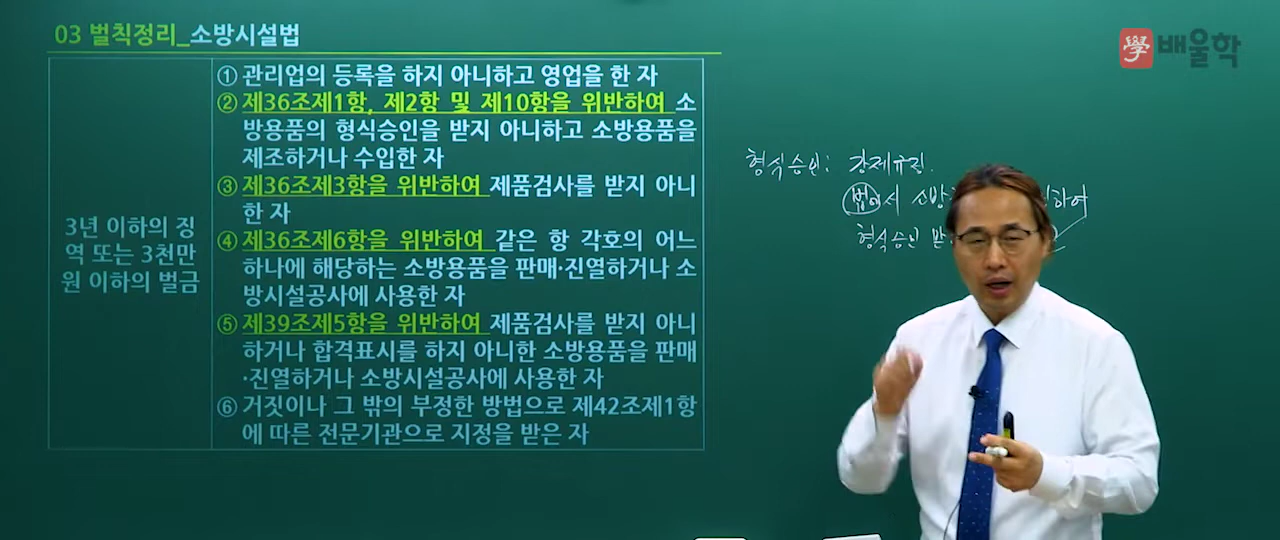 03 벌칙정리_소방시설법
學 배울학
3년 이하의 징
역 또는 3천만
원 이하의 벌금
① 관리업의 등록을 하지 아니하고 영업을 한 자
② 제36조제1항, 제2항 및 제10항을 위반하여 소
방용품의 형식승인을 받지 아니하고 소방용품을
제조하거나 수입한 자
③ 제36조제3항을 위반하여 제품검사를 받지 아니
한 자
④ 제36조제6항을 위반하여 같은 항 각호의 어느
하나에 해당하는 소방용품을 판매·진열하거나 소
방시설공사에 사용한 자
⑤ 제39조제5항을 위반하여 제품검사를 받지 아니
하거나 합격표시를 하지 아니한 소방용품을 판매
·진열하거나 소방시설공사에 사용한 자
⑥ 거짓이나 그 밖의 부정한 방법으로 제42조제1항
에 따른 전문기관으로 지정을 받은 자
형식승인: 강제규정.
법에서 소방
하여
형식승인 받